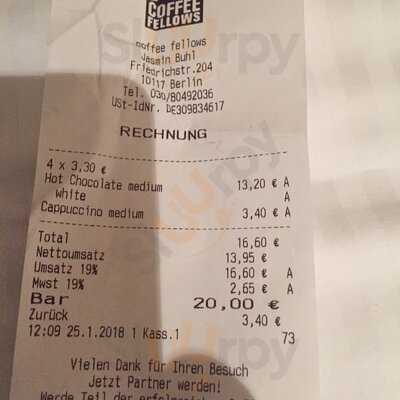 COFFEE
FELLOWS
coffee fellows
Jasmin Buhl
Friedrichstr.204
10117 Berlin
Tel. 030/80492036
USt-IdNr. DE309834617
RECHNUNG
4 x 3,30 €
Hot Chocolate medium 13,20 € A
white A
Cappuccino medium 3,40 € A
Total 16,60 €
Nettoumsatz 13,95 €
Umsatz 19% 16,60 € A
Mwst 19% 2,65 € A
Bar 20,00 €
Zurück 3,40 €
12:09 25.1.2018 1 Kass.1 73
Vielen Dank für Ihren Besuch
Jetzt Partner werden!
Werde Teil der